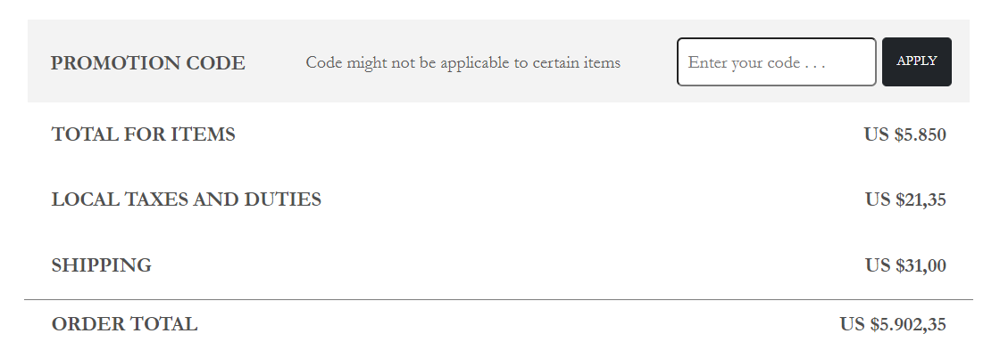 PROMOTION CODE Code might not be applicable to certain items Enter your code . . . APPLY
TOTAL FOR ITEMS US $5.850
LOCAL TAXES AND DUTIES US $21,35
SHIPPING US $31,00
ORDER TOTAL US $5.902,35